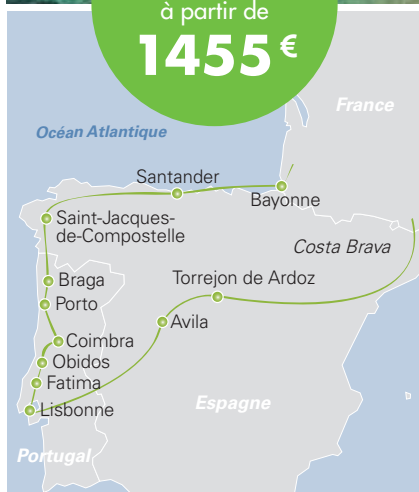 à partir de
1455 €
France
Océan Atlantique
Santander
Bayonne
Saint-Jacques-
de-Compostelle
Costa Brava
Torrejon de Ardoz
Braga
Porto
Avila
Coimbra
Obidos
Fatima
Lisbonne
Espagne
Portugal